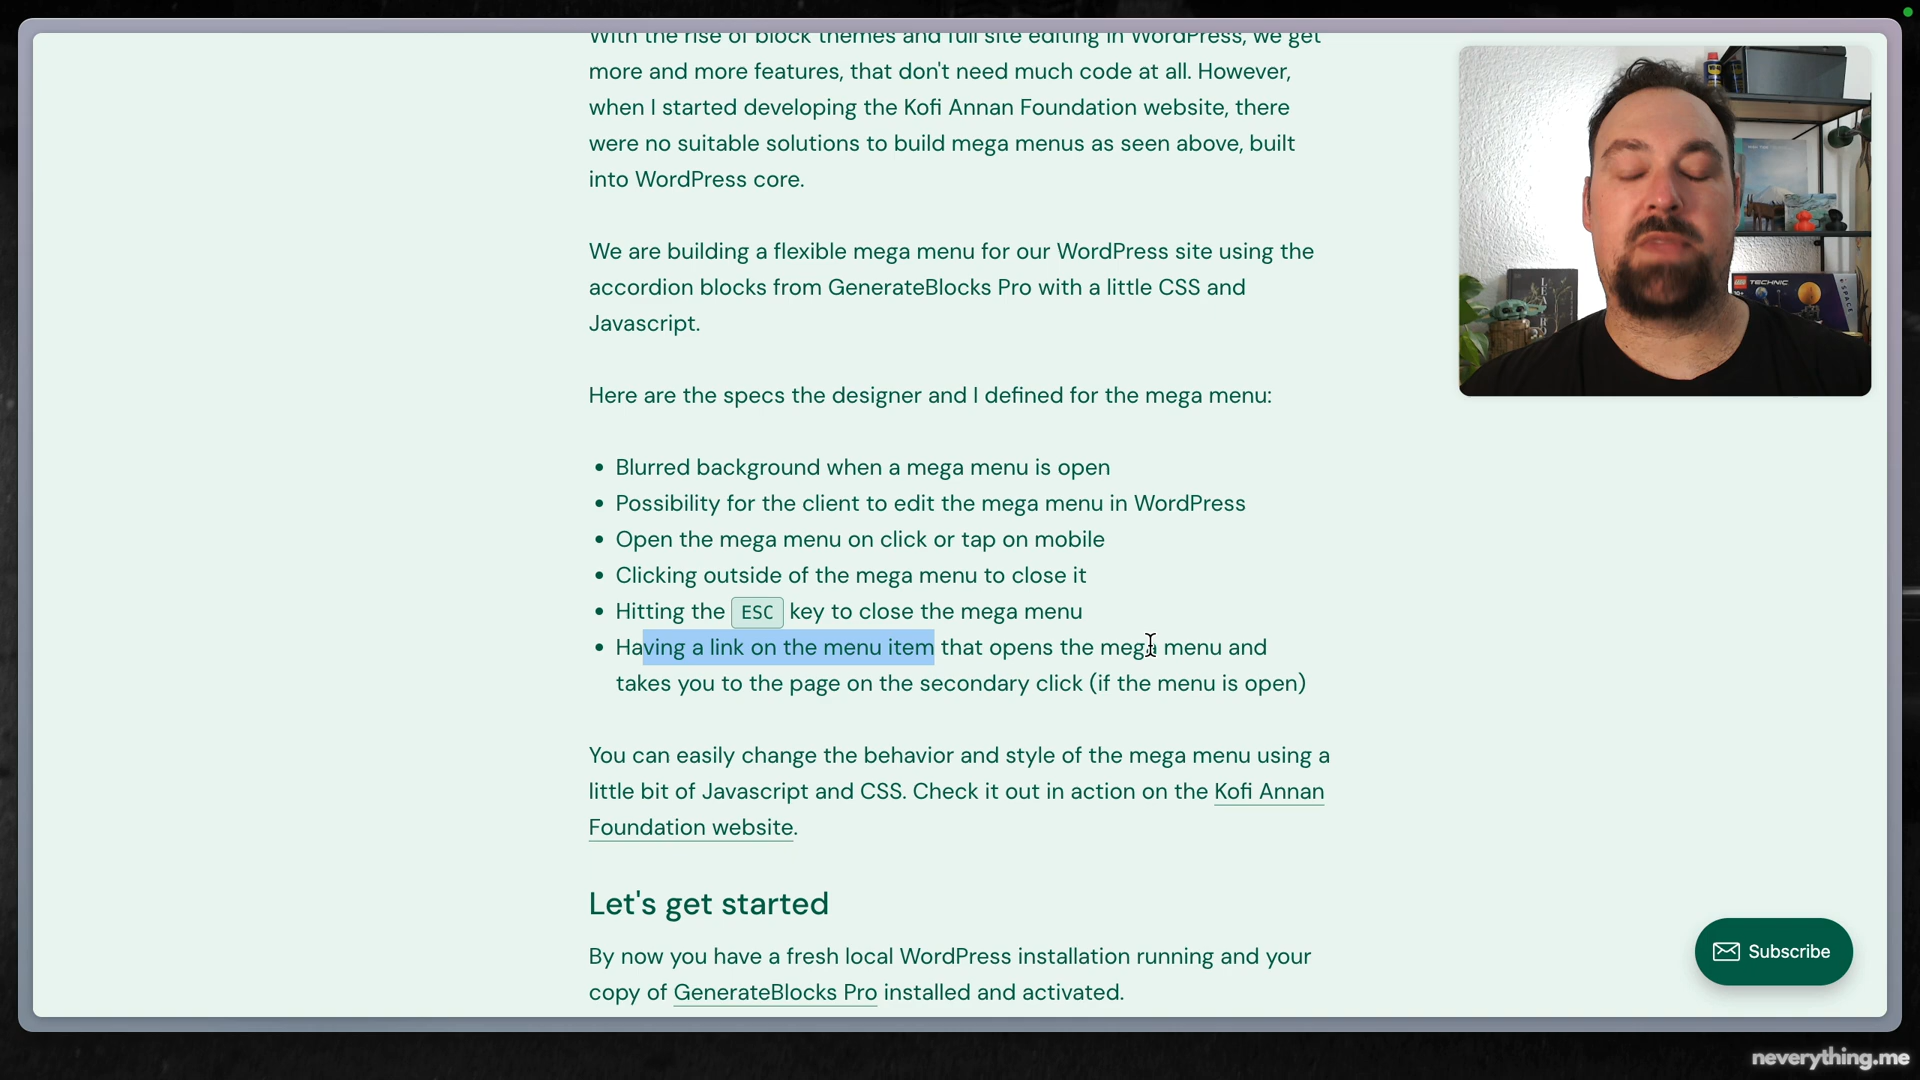 With the rise of block themes and full site editing in WordPress, we get
more and more features, that don't need much code at all. However,
when I started developing the Kofi Annan Foundation website, there
were no suitable solutions to build mega menus as seen above, built
into WordPress core.
We are building a flexible mega menu for our WordPress site using the
accordion blocks from GenerateBlocks Pro with a little CSS and
Javascript.
Here are the specs the designer and I defined for the mega menu:
• Blurred background when a mega menu is open
• Possibility for the client to edit the mega menu in WordPress
• Open the mega menu on click or tap on mobile
• Clicking outside of the mega menu to close it
• Hitting the ESC key to close the mega menu
• Having a link on the menu item that opens the mega menu and
takes you to the page on the secondary click (if the menu is open)
You can easily change the behavior and style of the mega menu using a
little bit of Javascript and CSS. Check it out in action on the Kofi Annan
Foundation website.
Let's get started
By now you have a fresh local WordPress installation running and your
copy of GenerateBlocks Pro installed and activated.
TECHNIC
Subscribe
neverything.me